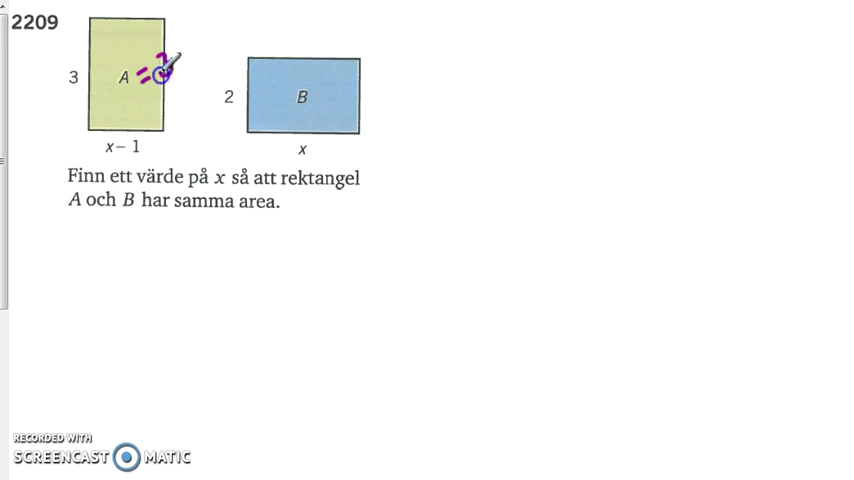 2209
3
A =
2
B
x – 1
x
Finn ett värde på x så att rektangel
A och B har samma area.
RECORDED WITH
SCREENCAST MATIC